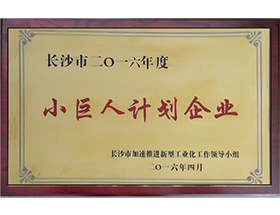 长沙市二〇一六年度
小巨人计划企业
长沙市加速推进新型工业化工作领导小组
二〇一六年四月